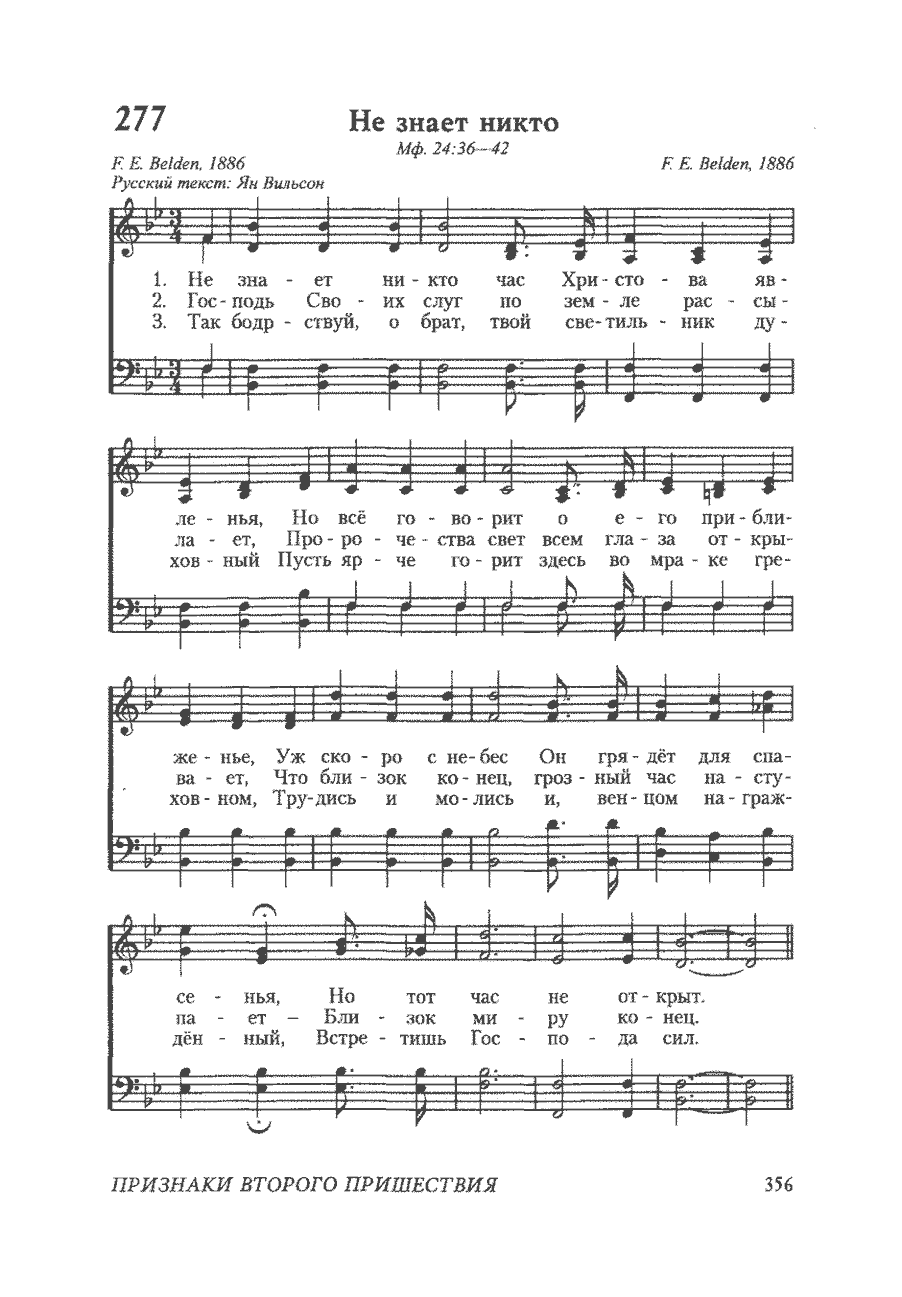 277
Не знает никто
Мф. 24:36—42
F. E. Belden, 1886
F. E. Belden, 1886
Русский текст: Ян Вильсон
1. Не зна - ет ни - кто час Хри - сто - ва яв -
2. Гос - подь Сво - их слуг по зем - ле рас - сы -
3. Так бодр - ствуй, о брат, твой све - тиль - ник ду -
ле - нья, Но всё го - во - рит о е - го при - бли-
ла - ет, Про - ро - че - ства свет всем гла - за от - кры-
хов - ный Пусть яр - че го - рит здесь во мра - ке гре-
же - нье, Уж ско - ро с не - бес Он гря - дёт для спа-
ва - ет, Что бли - зок ко - нец, гроз - ный час на - сту-
хов - ном, Тру - дись и мо - лись и, вен - цом на - граж-
се - нья, Но тот час не от - крыт.
па - ет — Бли - зок ми - ру ко - нец.
дён - ный, Встре - тишь Гос - по - да сил.
ПРИЗНАКИ ВТОРОГО ПРИШЕСТВИЯ
356